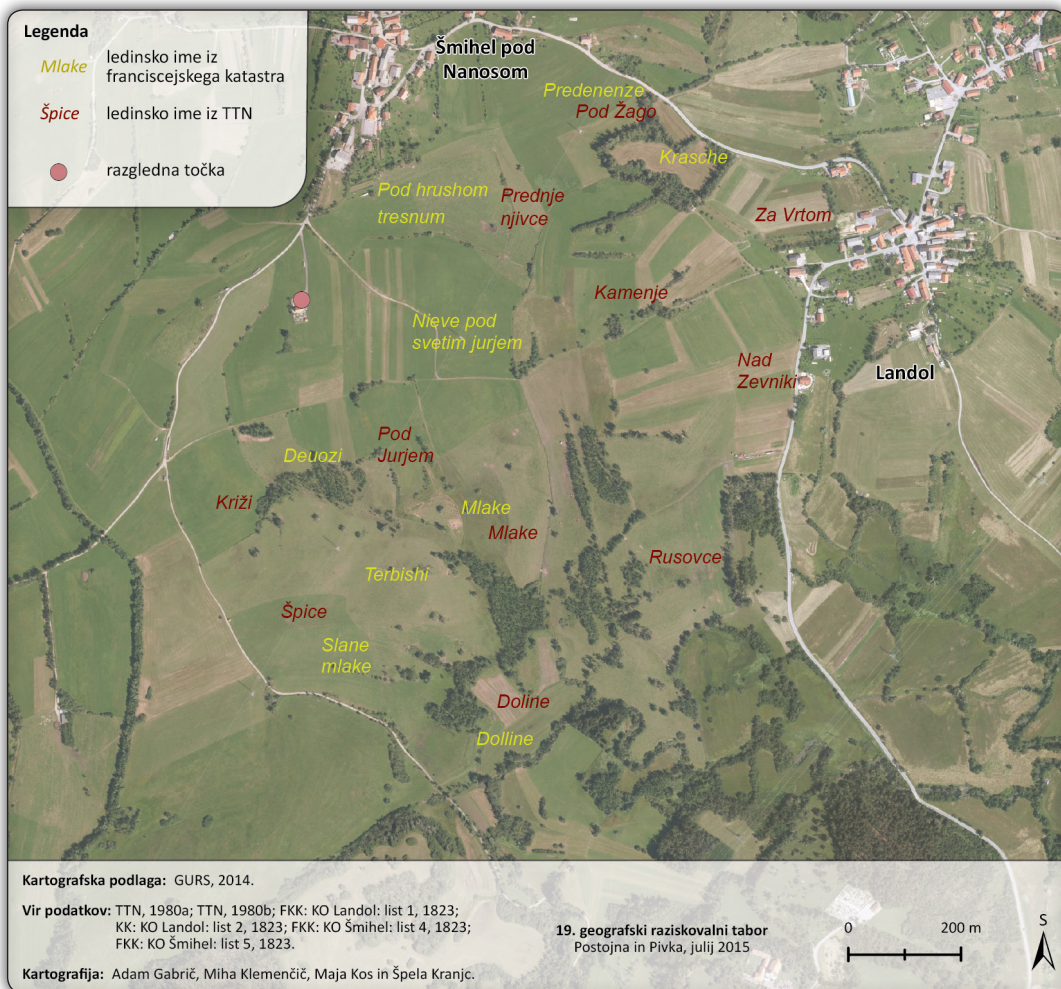 Legenda
Mlake
ledinsko ime iz
franciscejskega katastra
Špice
ledinsko ime iz TTN
razgledna točka
Šmihel pod
Nanosom
Predenenze
Pod Žago
Krasche
Pod hrushom
tresnum
Prednje
njivce
Za Vrtom
Kamenje
Nieve pod
svetim jurjem
Nad
Zevniki
Landol
Pod
Jurjem
Deuozi
Križi
Mlake
Mlake
Rusovce
Terbishi
Špice
Slane
mlake
Doline
Dolline
Kartografska podlaga: GURS, 2014.
Vir podatkov: TTN, 1980a; TTN, 1980b; FKK: KO Landol: list 1, 1823;
KK: KO Landol: list 2, 1823; FKK: KO Šmihel: list 4, 1823;
FKK: KO Šmihel: list 5, 1823.
Kartografija: Adam Gabrič, Miha Klemenčič, Maja Kos in Špela Kranjc.
19. geografski raziskovalni tabor
Postojna in Pivka, julij 2015
0 200 m
S